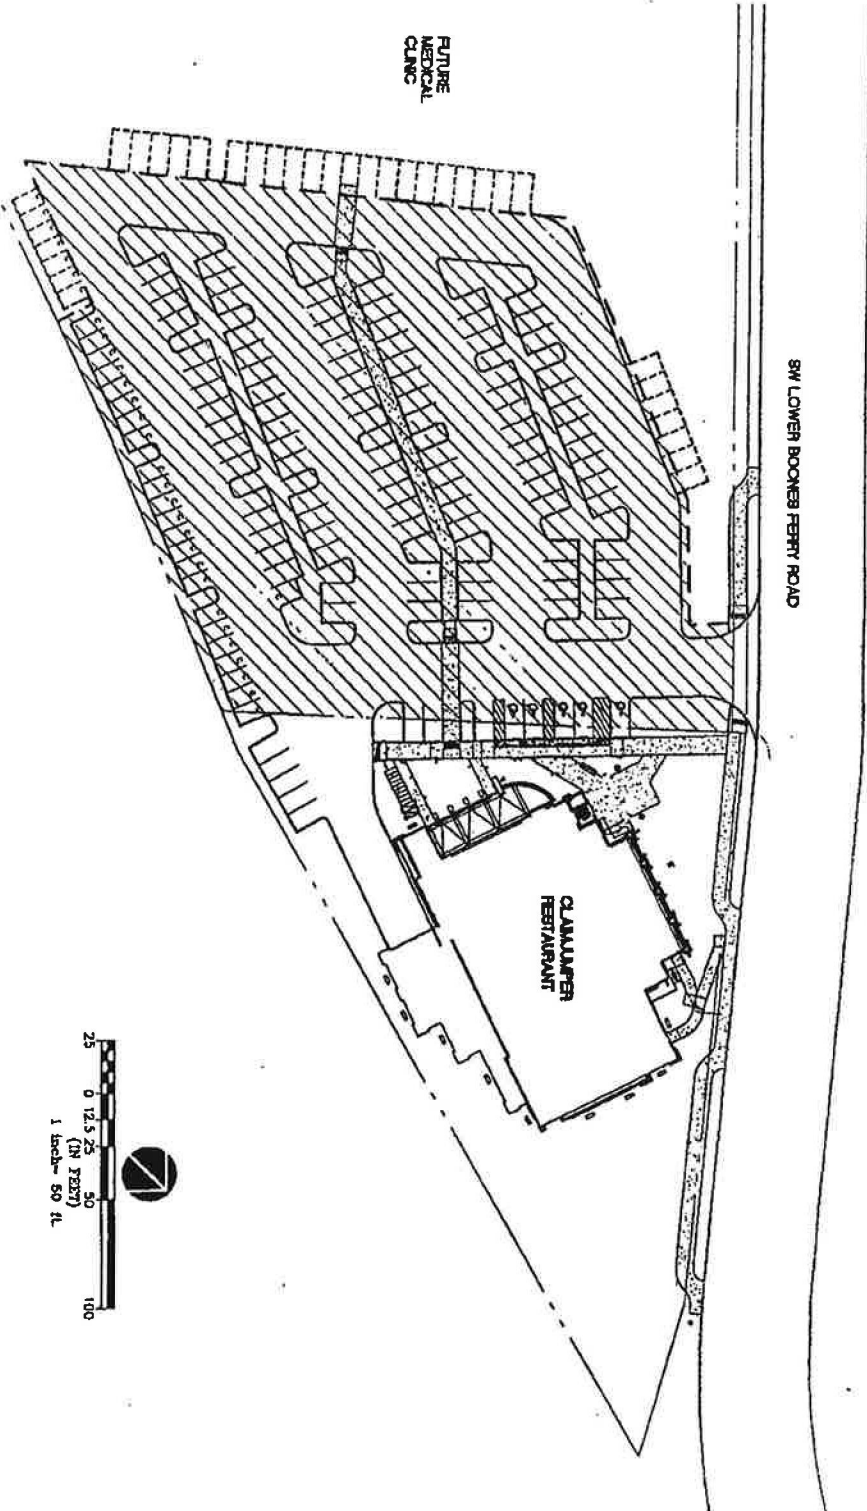 FUTURE
MEDICAL
CLINIC
SW LOWER BOONES FERRY ROAD
CLAIMJUMPER
RESTAURANT
25 0 12.5 25 50 100
(IN FEET)
1 inch= 50 ft.